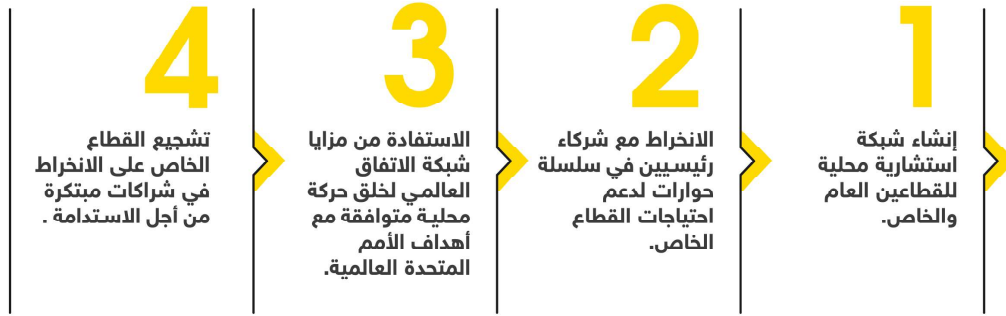 1
إنشاء شبكة
استشارية محلية
للقطاعين العام
والخاص.
2
الانخراط مع شركاء
رئيسيين في سلسلة
حوارات لدعم
احتياجات القطاع
الخاص.
3
الاستفادة من مزايا
شبكة الاتفاق
العالمي لخلق حركة
محلية متوافقة مع
أهداف الأمم
المتحدة العالمية.
4
تشجيع القطاع
الخاص على الانخراط
في شراكات مبتكرة
من أجل الاستدامة .